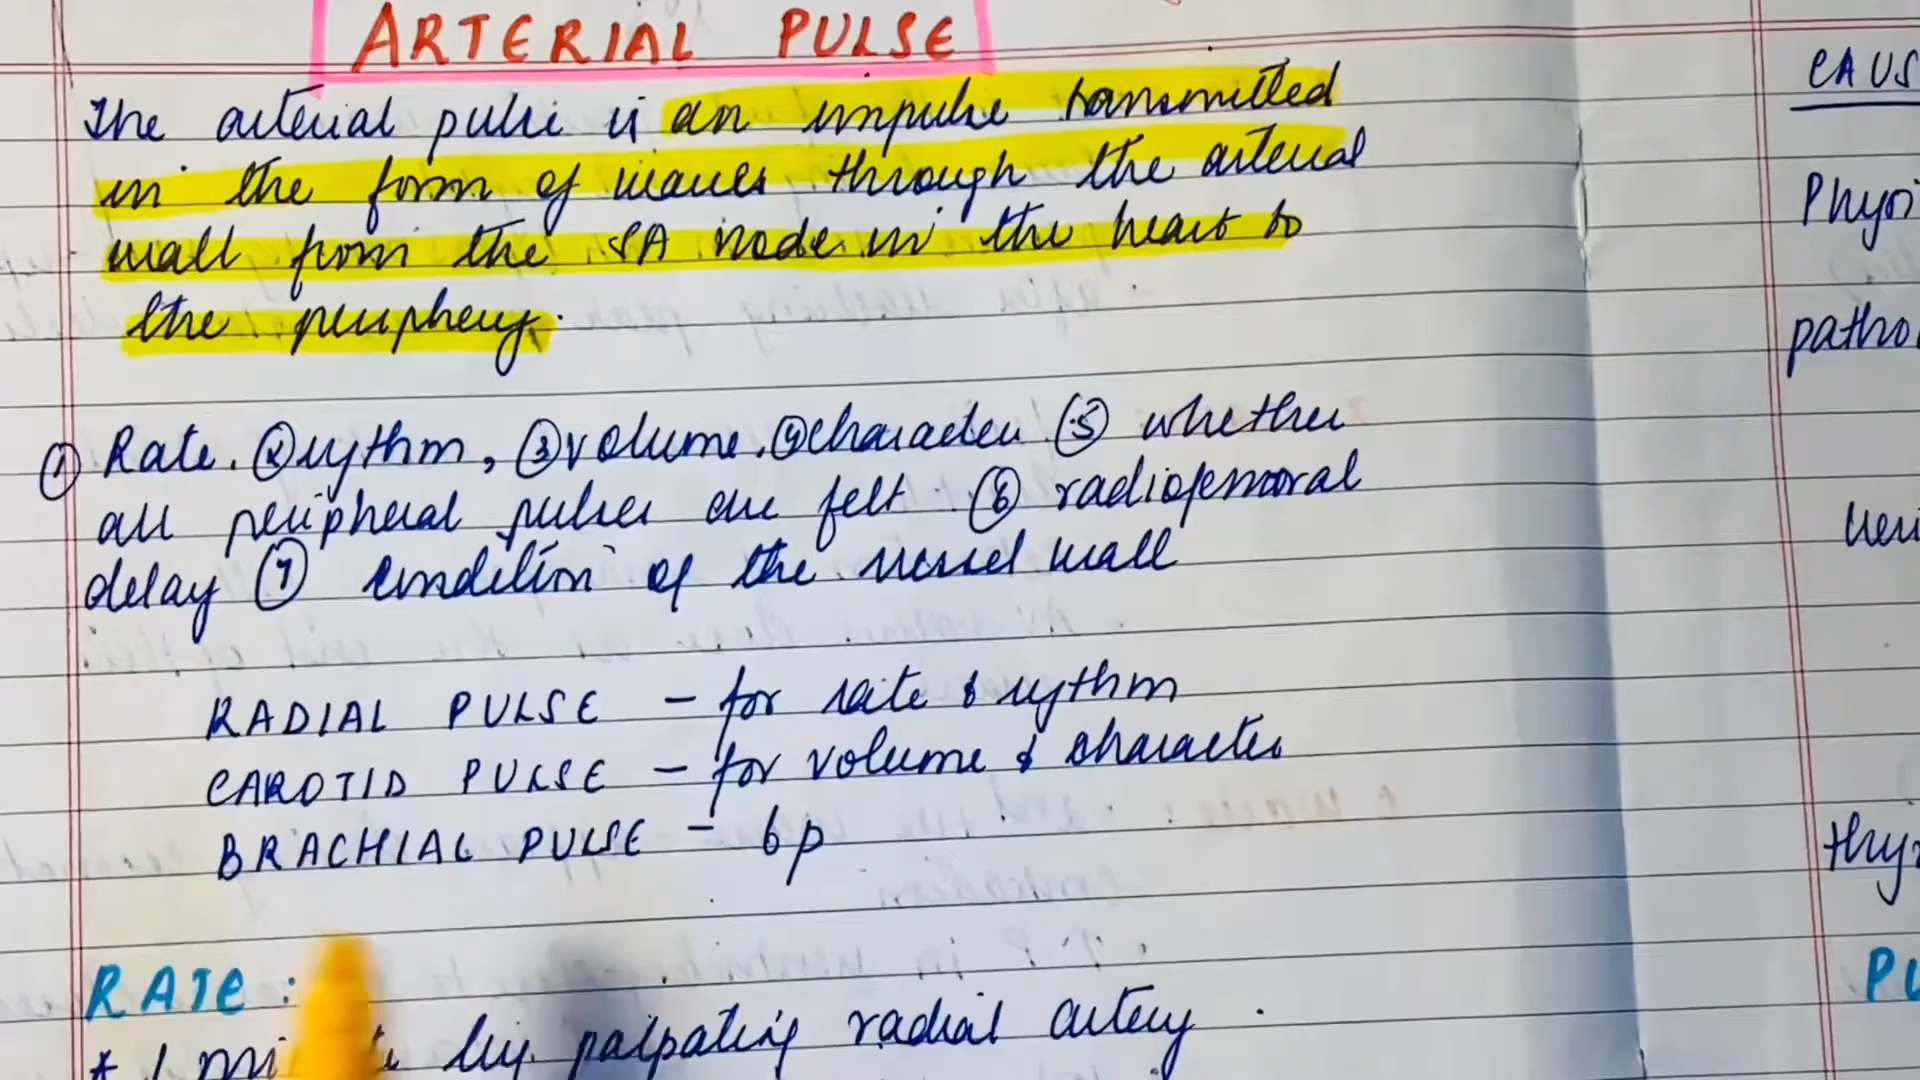 ARTERIAL PULSE
The arterial pulse is an impulse transmitted
in the form of waves through the arterial
wall from the SA node in the heart to
the periphery.
① Rate. ② rythm, ③ volume. ④ character ⑤ whether
all peripheral pulses are felt ⑥ radiofemoral
delay ⑦ condition of the vessel wall
RADIAL PULSE - for rate & rythm
CAROTID PULSE - for volume & character
BRACHIAL PULSE - bp
RATE :
* 1 by palpating radial artery.
CAUS
Physi
patho
thy
PU